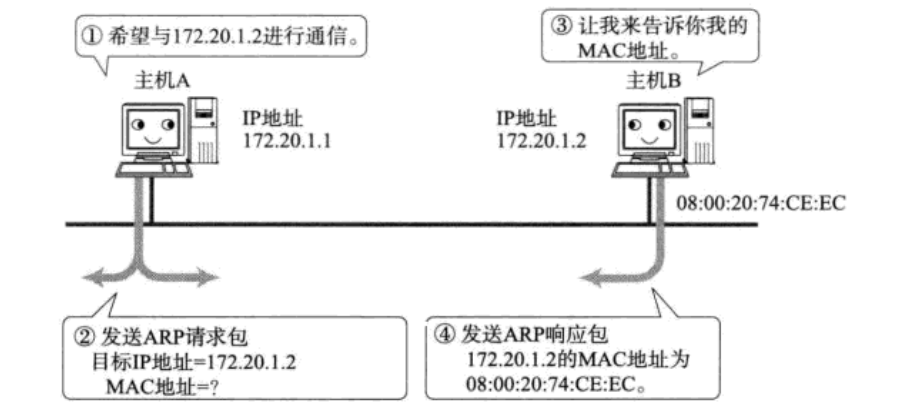 ① 希望与172.20.1.2进行通信。
③ 让我来告诉你我的
MAC地址。
主机A
主机B
IP地址
172.20.1.1
IP地址
172.20.1.2
08:00:20:74:CE:EC
② 发送ARP请求包
目标IP地址=172.20.1.2
MAC地址=?
④ 发送ARP响应包
172.20.1.2的MAC地址为
08:00:20:74:CE:EC。